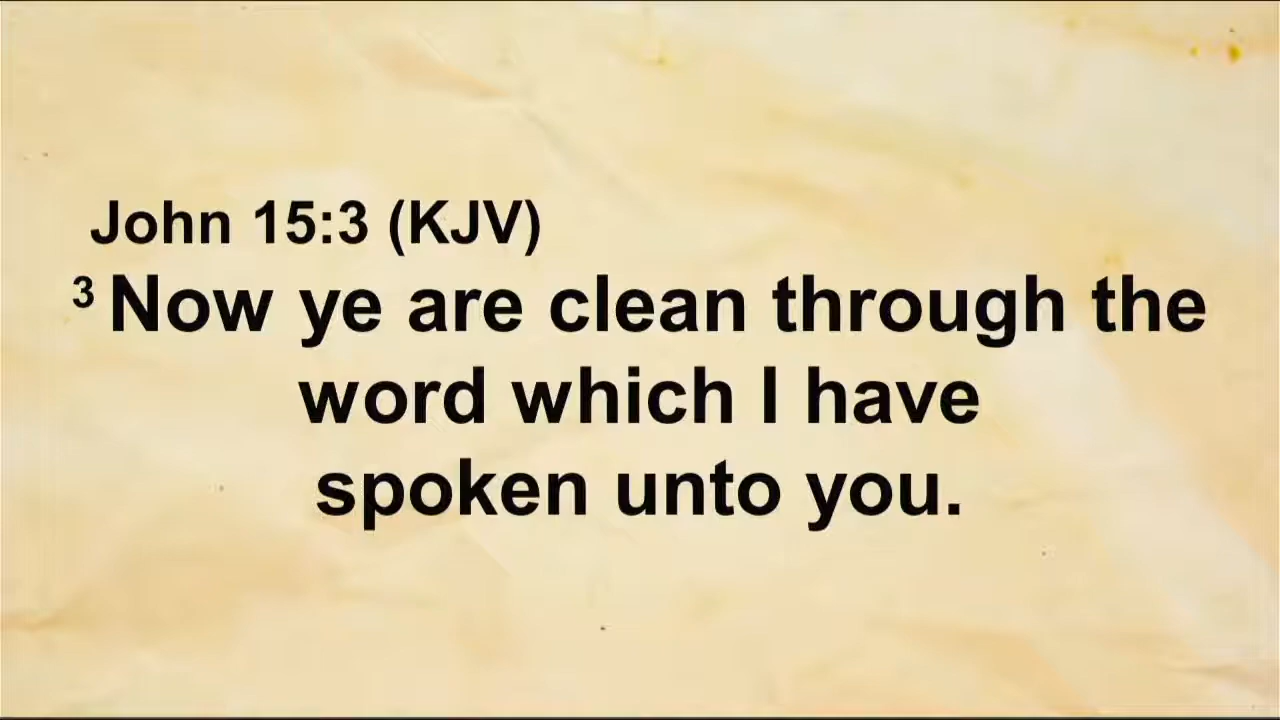 John 15:3 (KJV)
³ Now ye are clean through the
word which I have
spoken unto you.